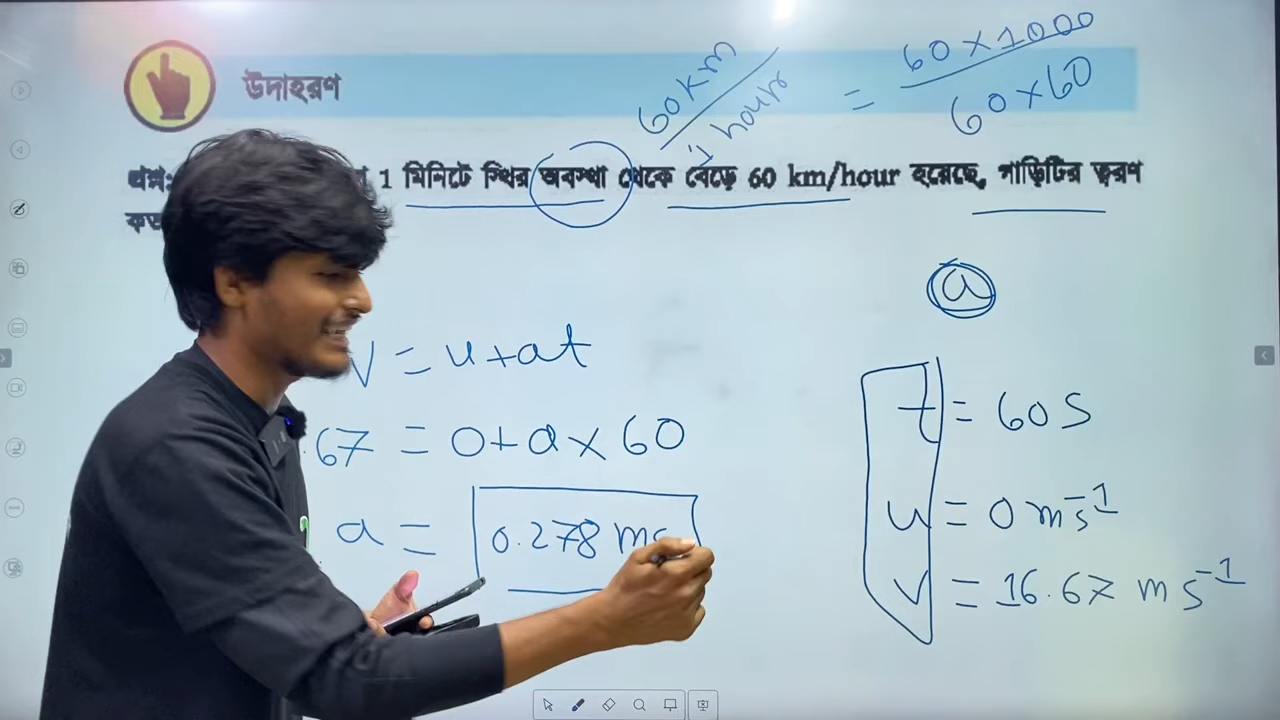 উদাহরণ
60 km / 1 hour = 60 × 1000 / 60 × 60
প্রশ্ন: 1 মিনিটে স্থির অবস্থা থেকে বেড়ে 60 km/hour হয়েছে, গাড়িটির ত্বরণ
a
V = u + at
.67 = 0 + a × 60
a = 0.278 ms
t = 60 s
u = 0 ms⁻¹
v = 16.67 ms⁻¹